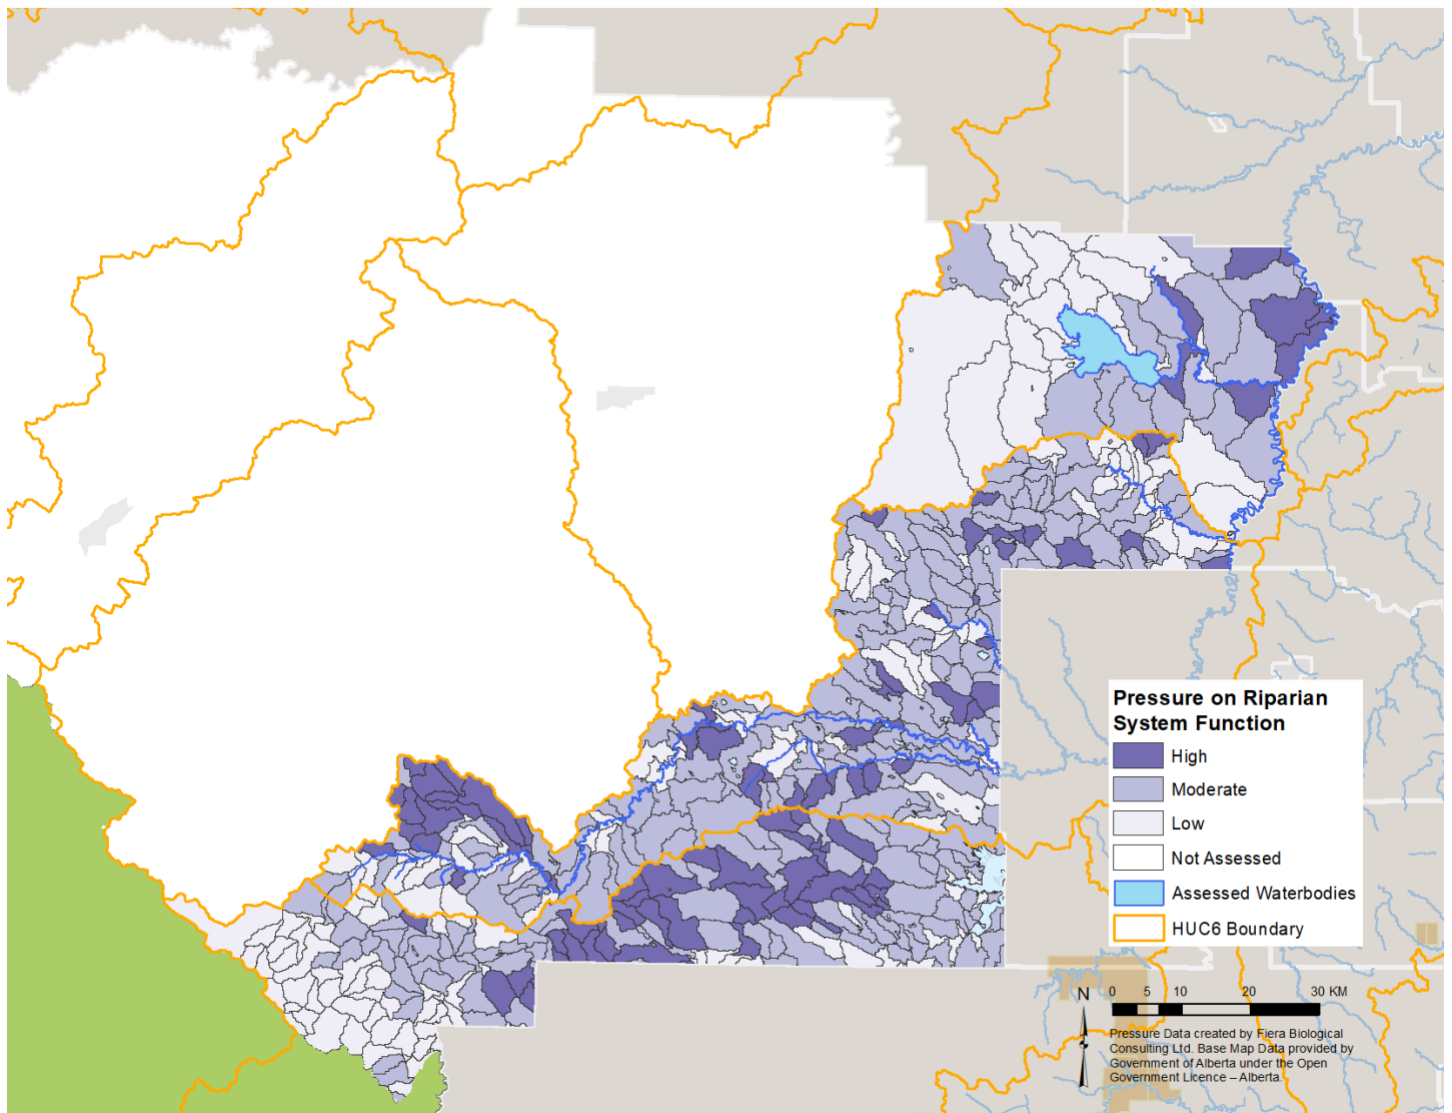 Pressure on Riparian
System Function
High
Moderate
Low
Not Assessed
Assessed Waterbodies
HUC6 Boundary
N
0 5 10 20 30 KM
Pressure Data created by Fiera Biological
Consulting Ltd. Base Map Data provided by
Government of Alberta under the Open
Government Licence – Alberta.